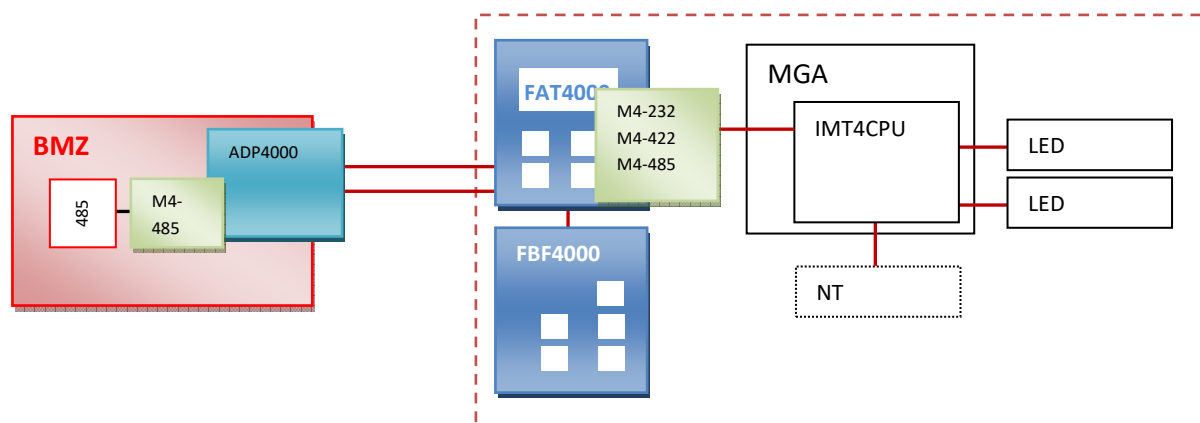 BMZ
485
M4-
485
ADP4000
FAT4000
M4-232
M4-422
M4-485
FBF4000
MGA
IMT4CPU
LED
LED
NT